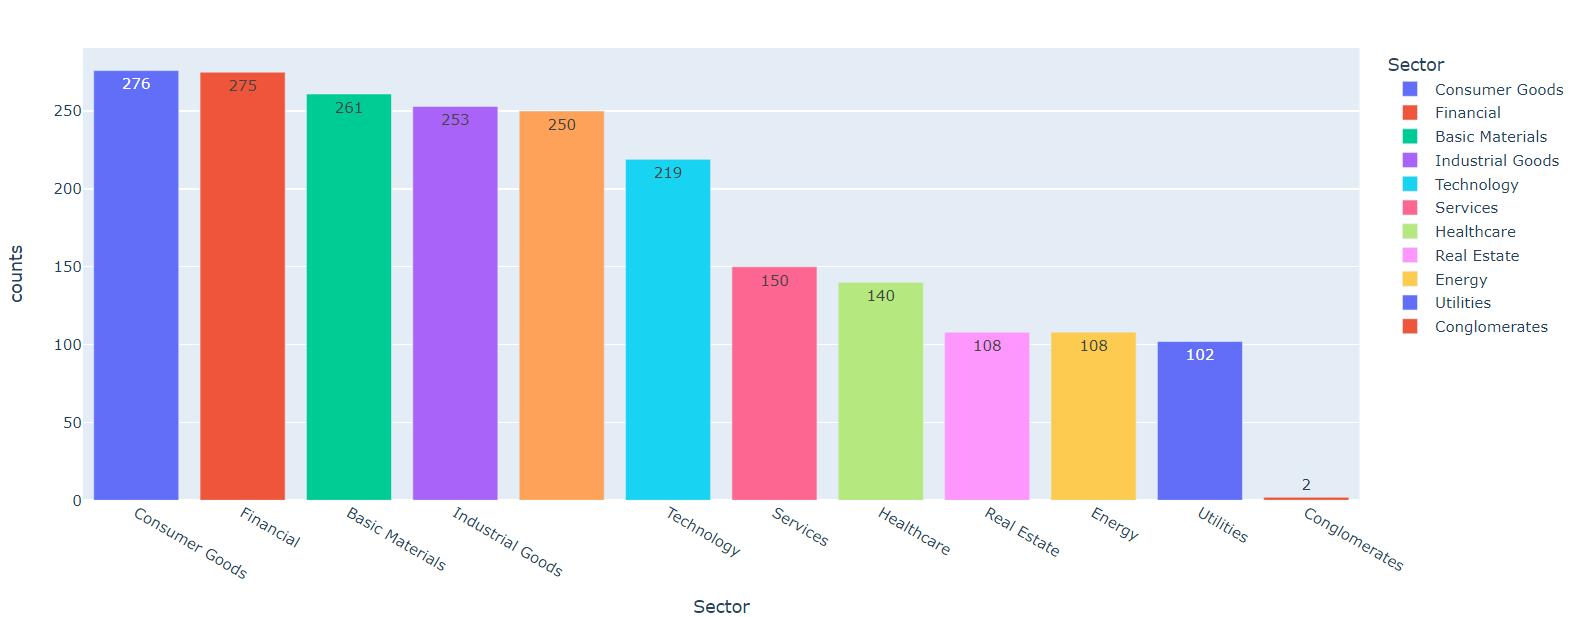 276
275
261
253
250
219
150
140
108
108
102
2
counts
250
200
150
100
50
0
Consumer Goods
Financial
Basic Materials
Industrial Goods
Technology
Services
Healthcare
Real Estate
Energy
Utilities
Conglomerates
Sector
Sector
Consumer Goods
Financial
Basic Materials
Industrial Goods
Technology
Services
Healthcare
Real Estate
Energy
Utilities
Conglomerates